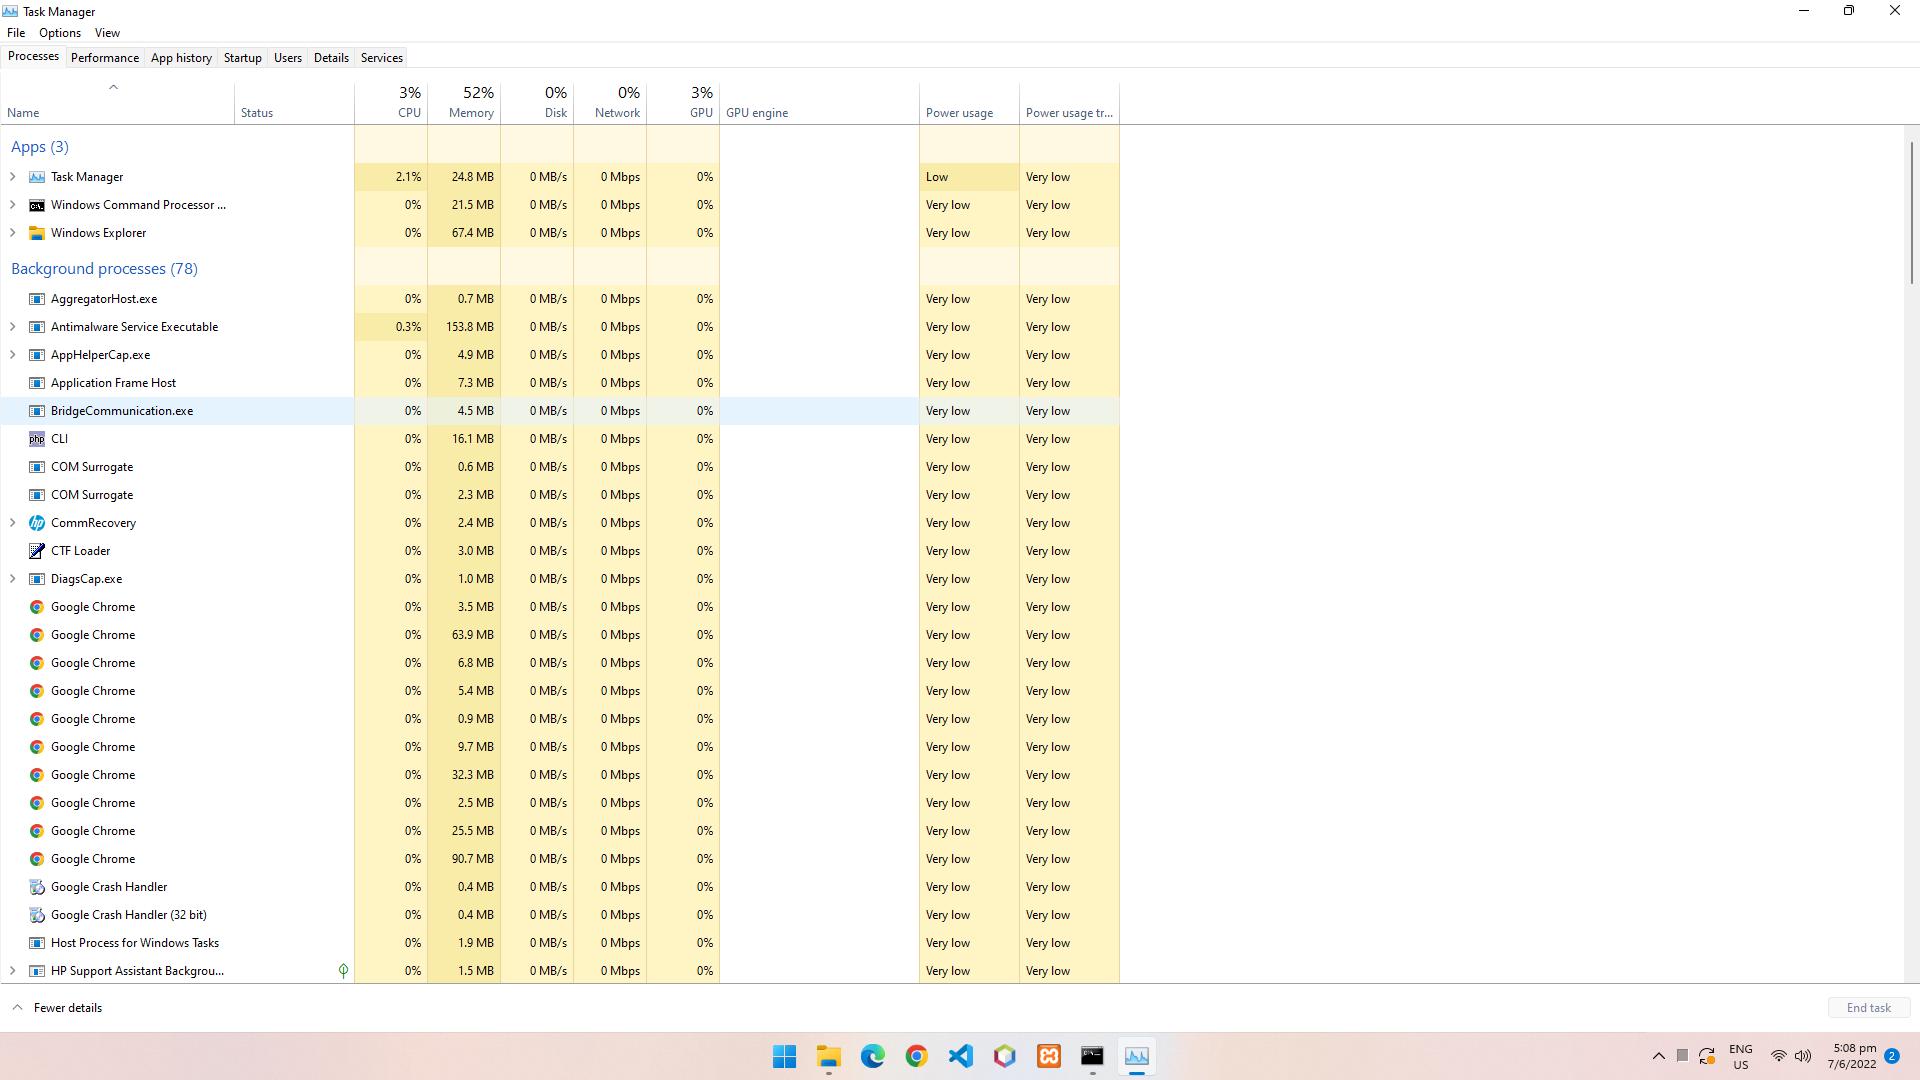 Task Manager
File Options View
Processes Performance App history Startup Users Details Services
3% 52% 0% 0% 3%
Name Status CPU Memory Disk Network GPU GPU engine Power usage Power usage tr...
Apps (3)
Task Manager 2.1% 24.8 MB 0 MB/s 0 Mbps 0% Low Very low
Windows Command Processor ... 0% 21.5 MB 0 MB/s 0 Mbps 0% Very low Very low
Windows Explorer 0% 67.4 MB 0 MB/s 0 Mbps 0% Very low Very low
Background processes (78)
AggregatorHost.exe 0% 0.7 MB 0 MB/s 0 Mbps 0% Very low Very low
Antimalware Service Executable 0.3% 153.8 MB 0 MB/s 0 Mbps 0% Very low Very low
AppHelperCap.exe 0% 4.9 MB 0 MB/s 0 Mbps 0% Very low Very low
Application Frame Host 0% 7.3 MB 0 MB/s 0 Mbps 0% Very low Very low
BridgeCommunication.exe 0% 4.5 MB 0 MB/s 0 Mbps 0% Very low Very low
php CLI 0% 16.1 MB 0 MB/s 0 Mbps 0% Very low Very low
COM Surrogate 0% 0.6 MB 0 MB/s 0 Mbps 0% Very low Very low
COM Surrogate 0% 2.3 MB 0 MB/s 0 Mbps 0% Very low Very low
hp CommRecovery 0% 2.4 MB 0 MB/s 0 Mbps 0% Very low Very low
CTF Loader 0% 3.0 MB 0 MB/s 0 Mbps 0% Very low Very low
DiagsCap.exe 0% 1.0 MB 0 MB/s 0 Mbps 0% Very low Very low
Google Chrome 0% 3.5 MB 0 MB/s 0 Mbps 0% Very low Very low
Google Chrome 0% 63.9 MB 0 MB/s 0 Mbps 0% Very low Very low
Google Chrome 0% 6.8 MB 0 MB/s 0 Mbps 0% Very low Very low
Google Chrome 0% 5.4 MB 0 MB/s 0 Mbps 0% Very low Very low
Google Chrome 0% 0.9 MB 0 MB/s 0 Mbps 0% Very low Very low
Google Chrome 0% 9.7 MB 0 MB/s 0 Mbps 0% Very low Very low
Google Chrome 0% 32.3 MB 0 MB/s 0 Mbps 0% Very low Very low
Google Chrome 0% 2.5 MB 0 MB/s 0 Mbps 0% Very low Very low
Google Chrome 0% 25.5 MB 0 MB/s 0 Mbps 0% Very low Very low
Google Chrome 0% 90.7 MB 0 MB/s 0 Mbps 0% Very low Very low
Google Crash Handler 0% 0.4 MB 0 MB/s 0 Mbps 0% Very low Very low
Google Crash Handler (32 bit) 0% 0.4 MB 0 MB/s 0 Mbps 0% Very low Very low
Host Process for Windows Tasks 0% 1.9 MB 0 MB/s 0 Mbps 0% Very low Very low
HP Support Assistant Backgrou... 0% 1.5 MB 0 MB/s 0 Mbps 0% Very low Very low
Fewer details End task
ENG 5:08 pm
US 7/6/2022 2